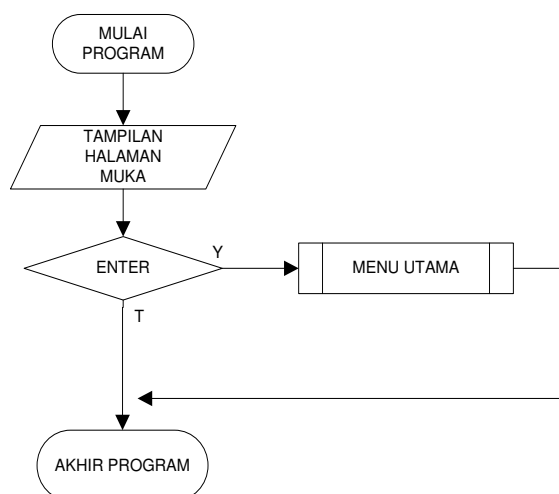 MULAI
PROGRAM
TAMPILAN
HALAMAN
MUKA
ENTER
Y
MENU UTAMA
T
AKHIR PROGRAM